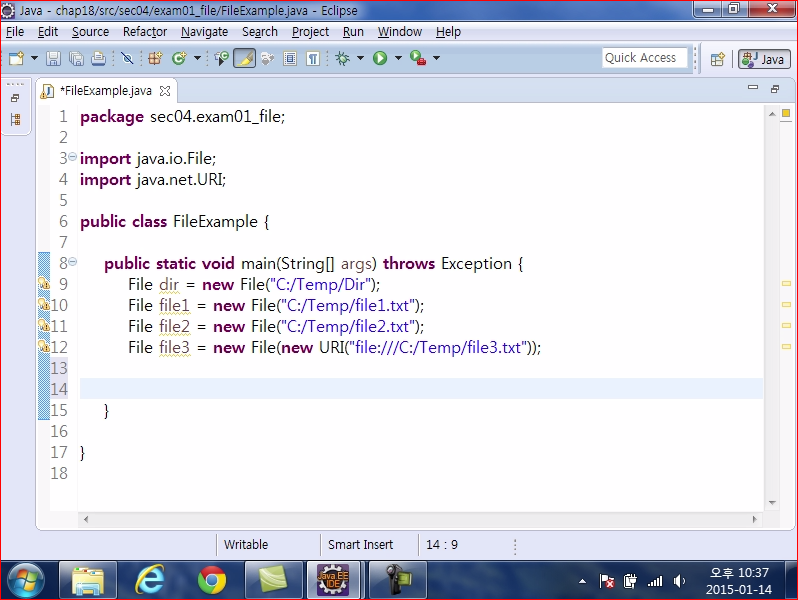 Java - chap18/src/sec04/exam01_file/FileExample.java - Eclipse
File Edit Source Refactor Navigate Search Project Run Window Help
Quick Access
Java
*FileExample.java
1 package sec04.exam01_file;
2
3 import java.io.File;
4 import java.net.URI;
5
6 public class FileExample {
7
8 public static void main(String[] args) throws Exception {
9 File dir = new File("C:/Temp/Dir");
10 File file1 = new File("C:/Temp/file1.txt");
11 File file2 = new File("C:/Temp/file2.txt");
12 File file3 = new File(new URI("file:///C:/Temp/file3.txt"));
13
14
15 }
16
17 }
18
Writable Smart Insert 14 : 9
Java EE
IDE
오후 10:37
2015-01-14